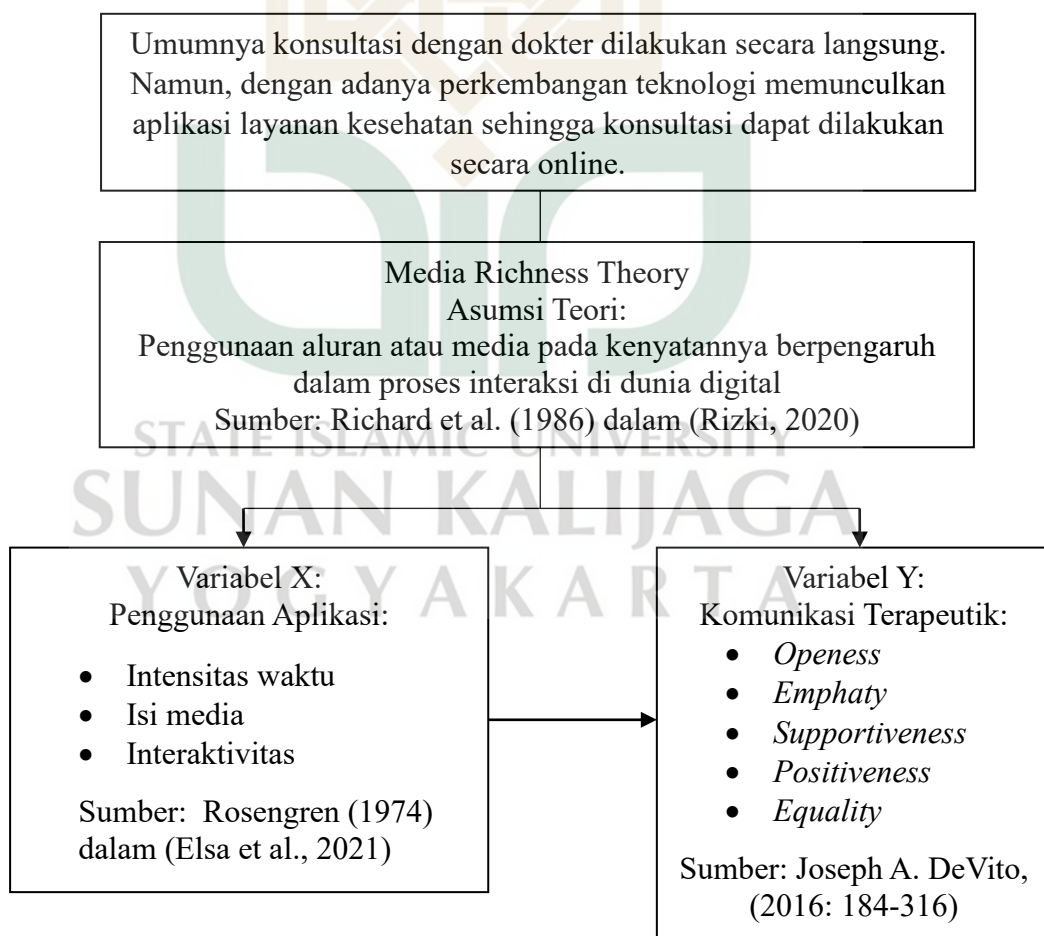 Umumnya konsultasi dengan dokter dilakukan secara langsung.
Namun, dengan adanya perkembangan teknologi memunculkan
aplikasi layanan kesehatan sehingga konsultasi dapat dilakukan
secara online.
Media Richness Theory
Asumsi Teori:
Penggunaan aluran atau media pada kenyatannya berpengaruh
dalam proses interaksi di dunia digital
Sumber: Richard et al. (1986) dalam (Rizki, 2020)
STATE ISLAMIC UNIVERSITY
SUNAN KALIJAGA
YOGYAKARTA
Variabel X:
Penggunaan Aplikasi:
• Intensitas waktu
• Isi media
• Interaktivitas
Sumber: Rosengren (1974)
dalam (Elsa et al., 2021)
Variabel Y:
Komunikasi Terapeutik:
• Openess
• Emphaty
• Supportiveness
• Positiveness
• Equality
Sumber: Joseph A. DeVito,
(2016: 184-316)